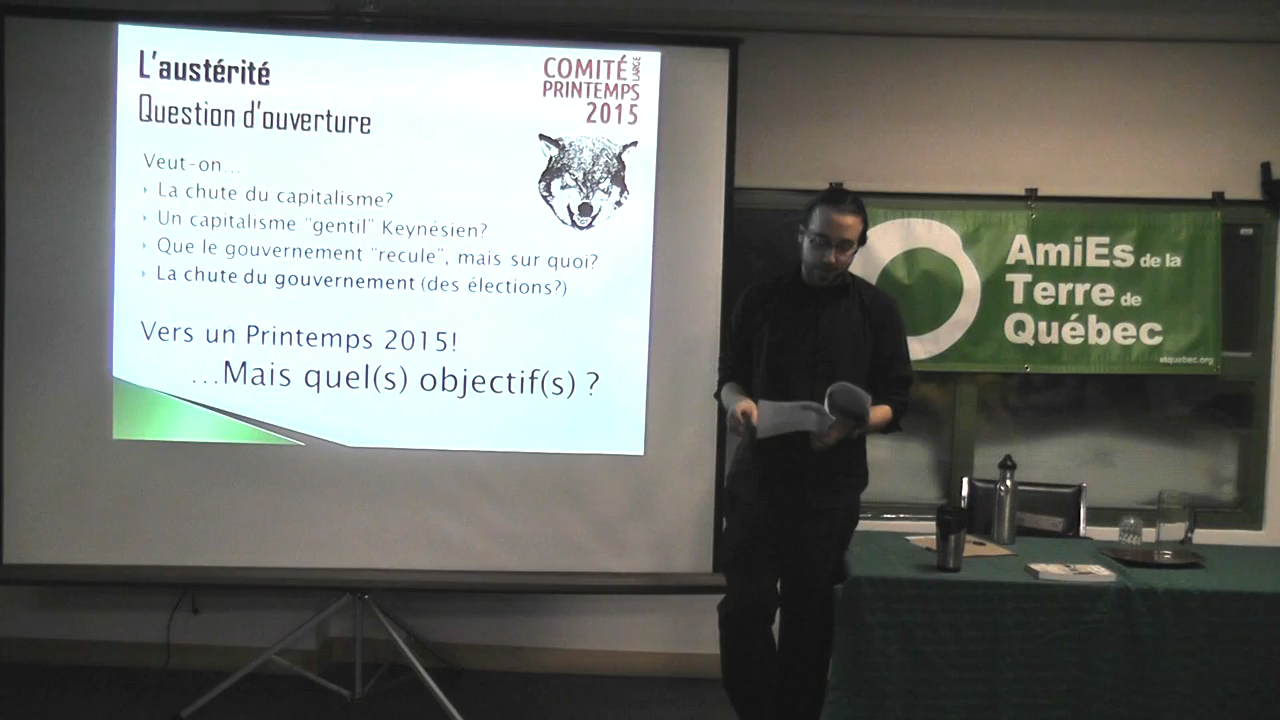 L'austérité
Question d'ouverture
COMITÉ LARGE
PRINTEMPS
2015
Veut-on...
La chute du capitalisme?
Un capitalisme "gentil" Keynésien?
Que le gouvernement "recule", mais sur quoi?
La chute du gouvernement (des élections?)
Vers un Printemps 2015!
...Mais quel(s) objectif(s) ?
AmiEs de la
Terre de
Québec
atquebec.org